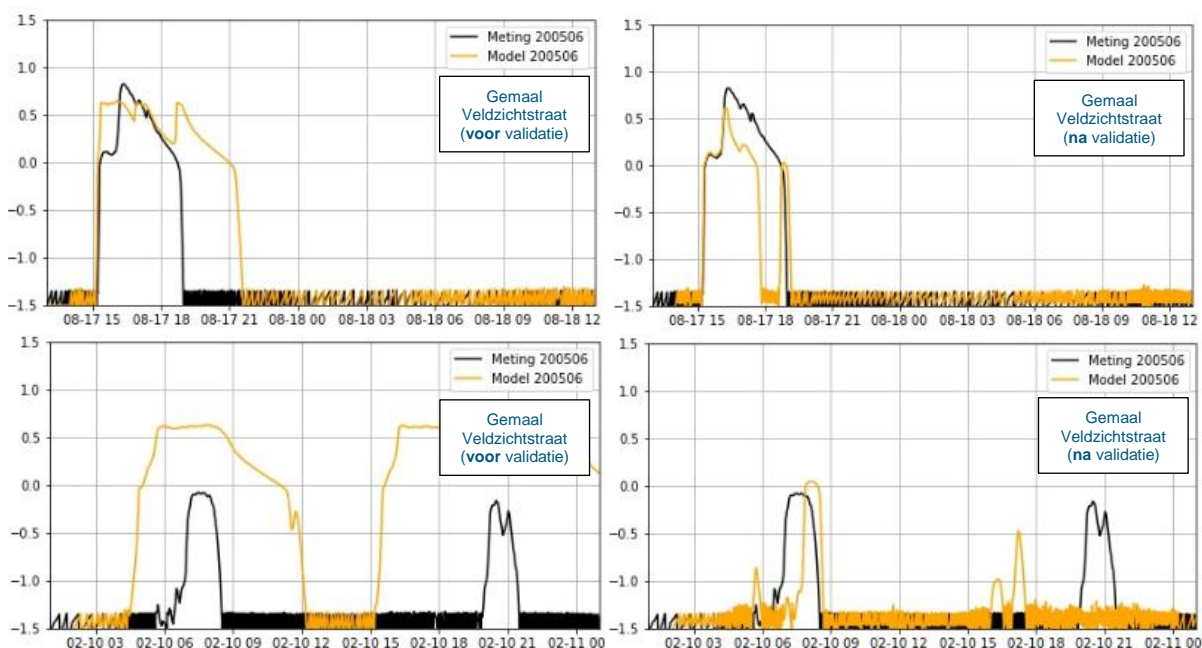 1.5
1.0
0.5
0.0
−0.5
−1.0
−1.5
Meting 200506
Model 200506
Gemaal
Veldzichtstraat
(voor validatie)
08-17 15 08-17 18 08-17 21 08-18 00 08-18 03 08-18 06 08-18 09 08-18 12
1.5
1.0
0.5
0.0
−0.5
−1.0
−1.5
Meting 200506
Model 200506
Gemaal
Veldzichtstraat
(na validatie)
08-17 15 08-17 18 08-17 21 08-18 00 08-18 03 08-18 06 08-18 09 08-18 12
1.5
1.0
0.5
0.0
−0.5
−1.0
−1.5
Meting 200506
Model 200506
Gemaal
Veldzichtstraat
(voor validatie)
02-10 03 02-10 06 02-10 09 02-10 12 02-10 15 02-10 18 02-10 21 02-11 00
1.5
1.0
0.5
0.0
−0.5
−1.0
−1.5
Meting 200506
Model 200506
Gemaal
Veldzichtstraat
(na validatie)
02-10 03 02-10 06 02-10 09 02-10 12 02-10 15 02-10 18 02-10 21 02-11 00